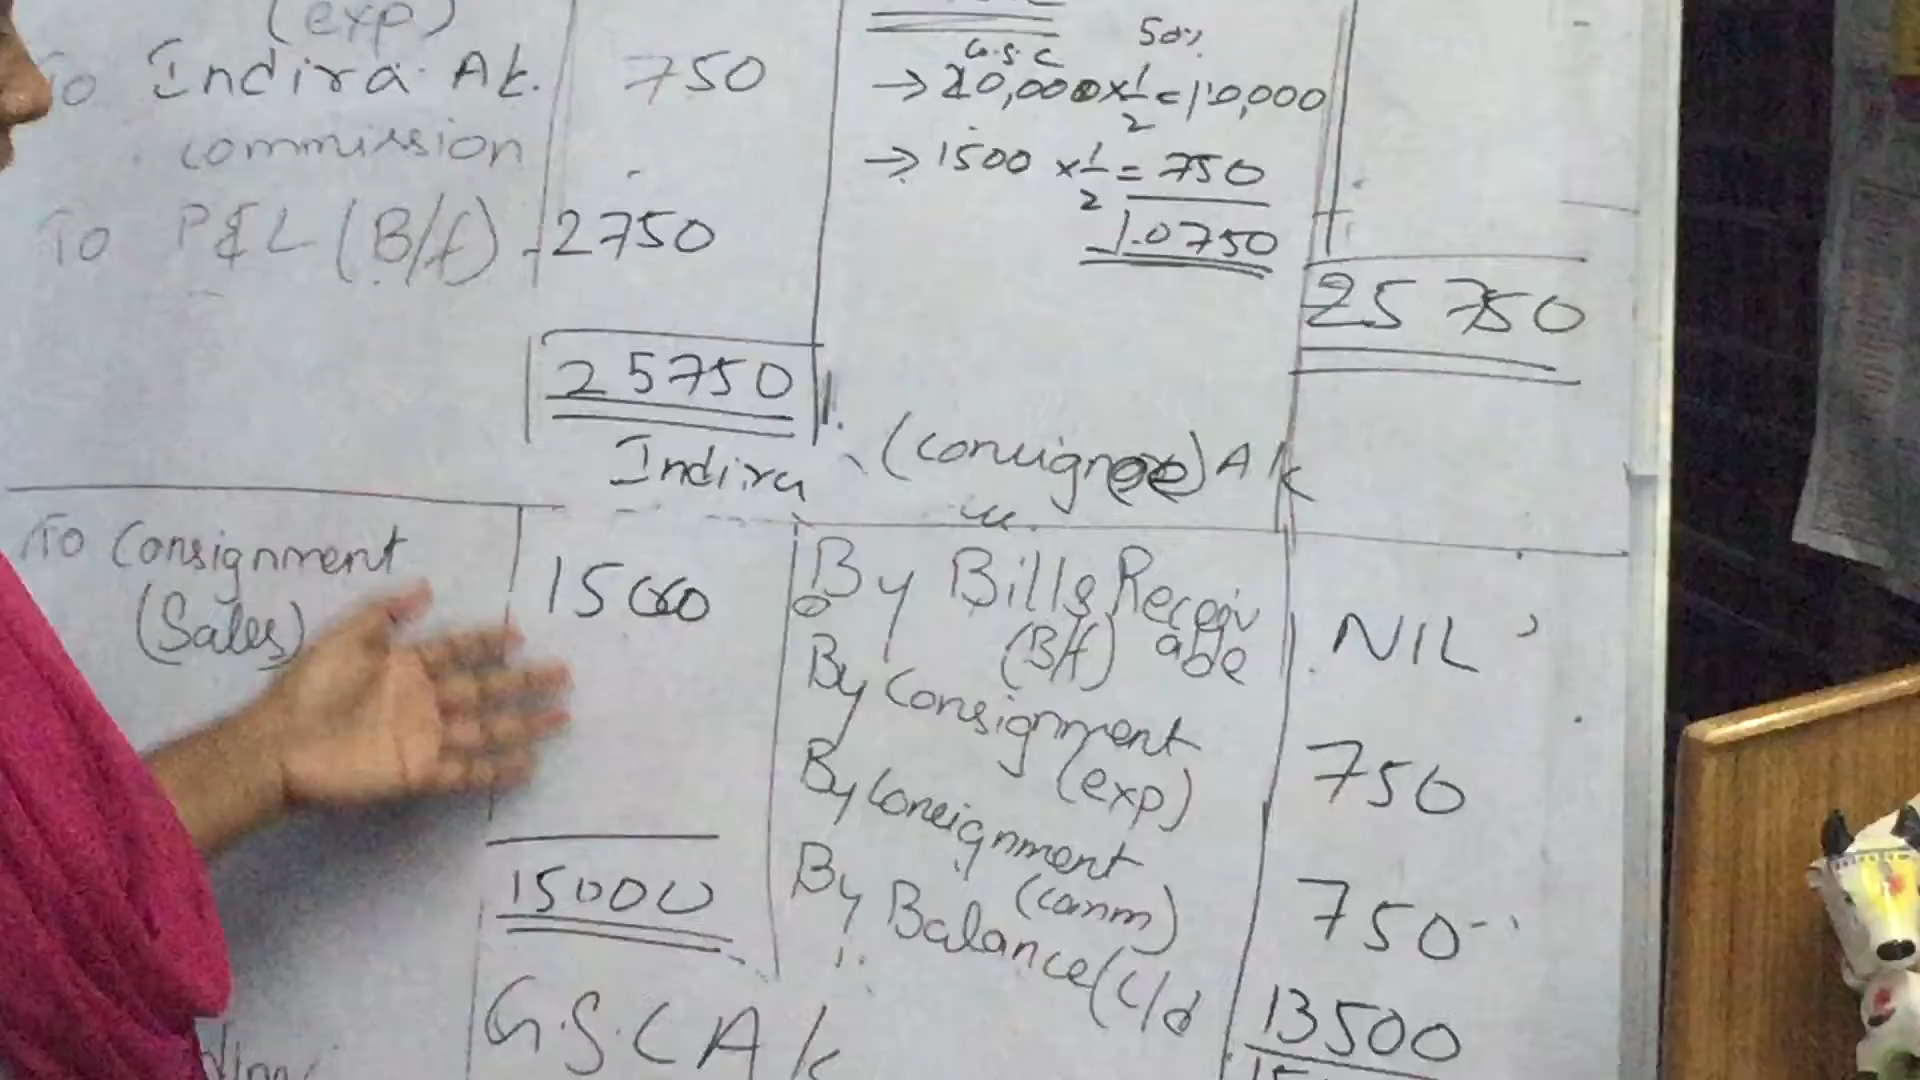 (exp)
To Indira A/c. 750
commission
To P&L (B/f) 2750
25750
50%
G.S.C
→ 20,000 x 1/2 = 10,000
→ 1500 x 1/2 = 750
10750
25750
Indira (consignee) A/c
To Consignment 15000
(Sales)
15000
By Bills Receiv
able
(B/f) NIL
By Consignment
(exp) 750
By Consignment
(comm) 750
By Balance (c/d 13500
G.S.C A/c